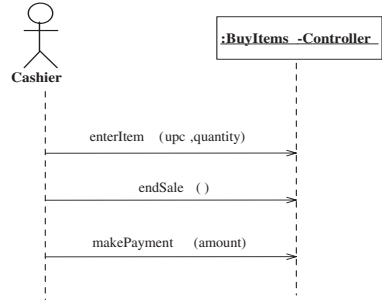 :BuyItems -Controller
Cashier
enterItem (upc ,quantity)
endSale ( )
makePayment (amount)